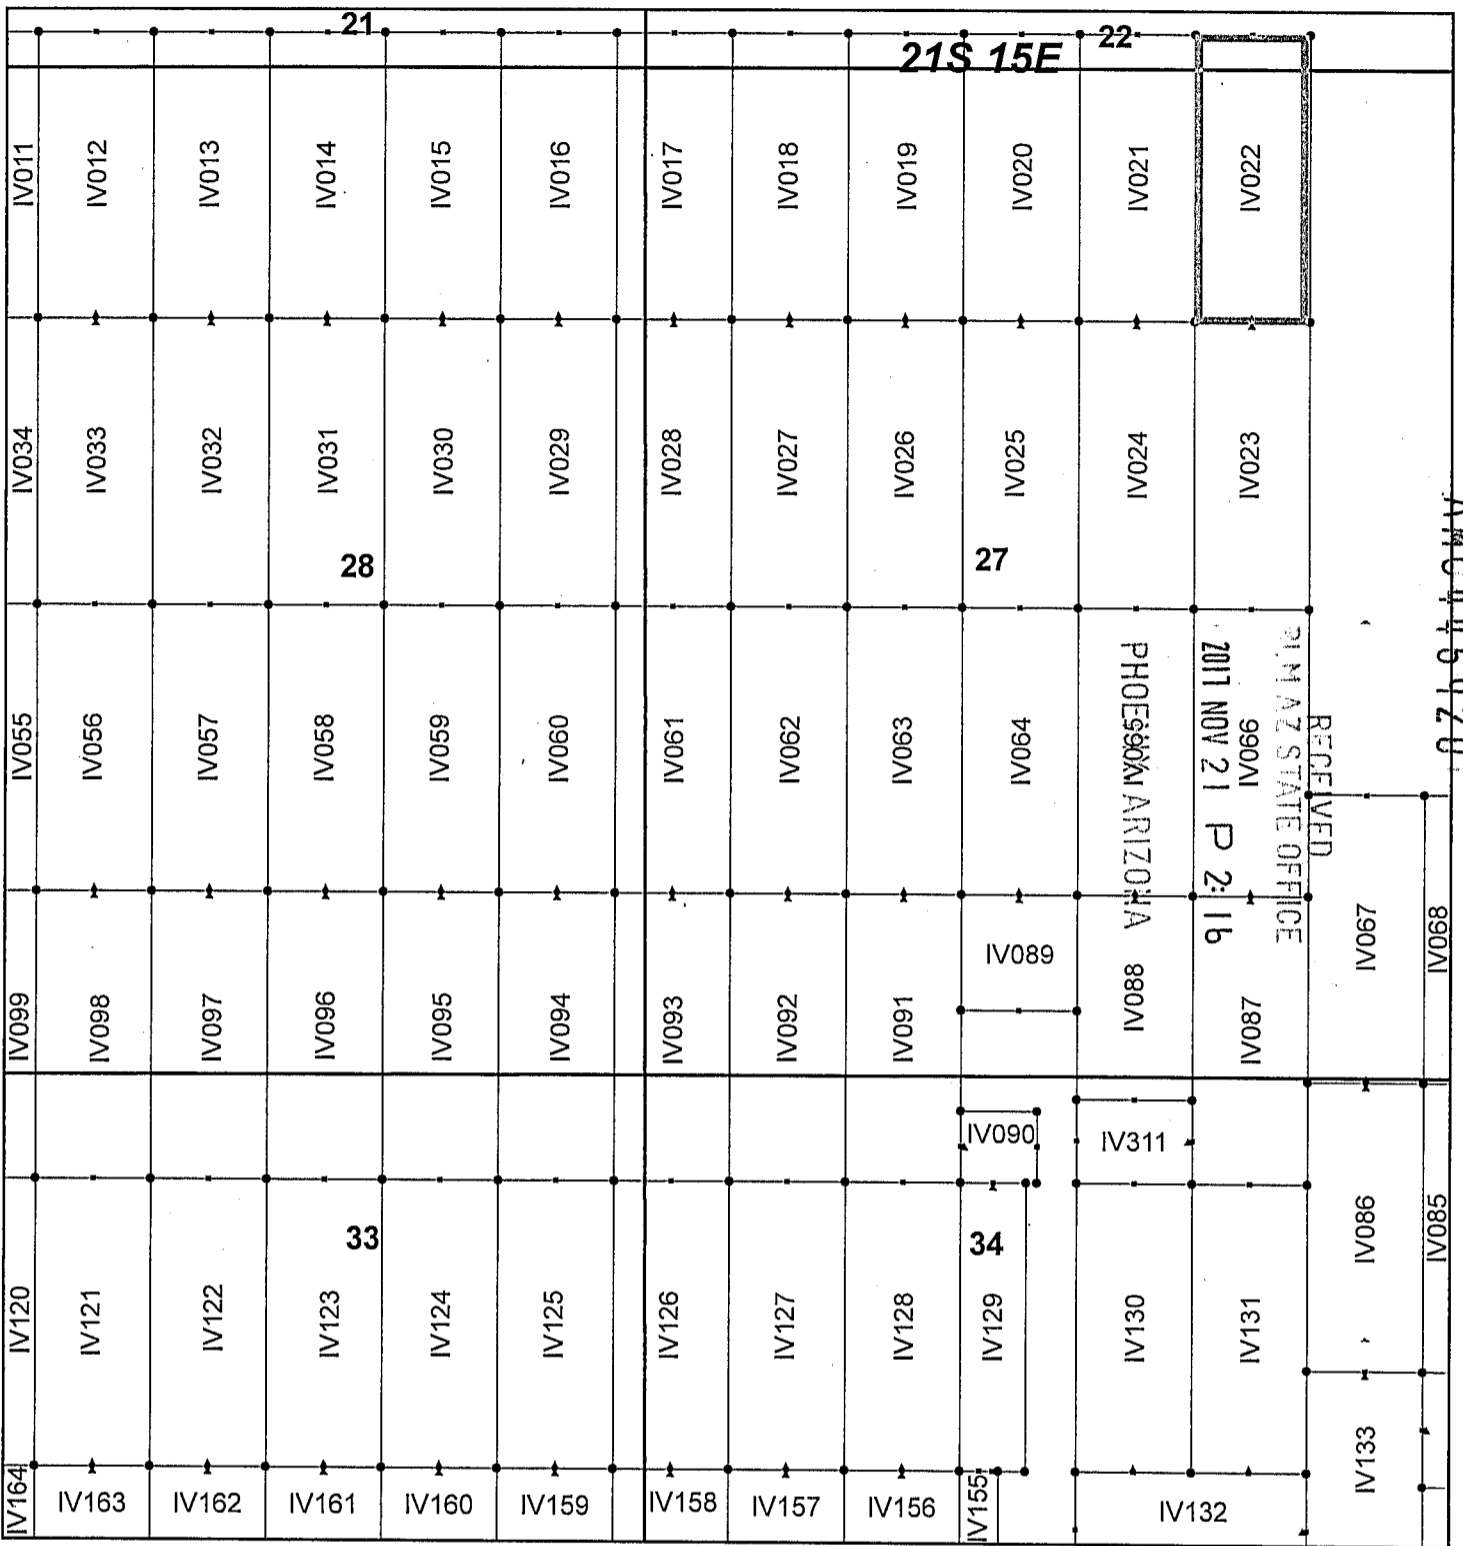 21 22
21S 15E
IV011 IV012 IV013 IV014 IV015 IV016 IV017 IV018 IV019 IV020 IV021 IV022
IV034 IV033 IV032 IV031 IV030 IV029 IV028 IV027 IV026 IV025 IV024 IV023
28 27
RECEIVED
AZ STATE OFFICE
2011 NOV 21 P 2:16
PHOENIX, ARIZONA
IV055 IV056 IV057 IV058 IV059 IV060 IV061 IV062 IV063 IV064 IV066
IV067 IV068
IV089
IV099 IV098 IV097 IV096 IV095 IV094 IV093 IV092 IV091 IV088 IV087
IV090 IV311
IV086 IV085
33 34
IV120 IV121 IV122 IV123 IV124 IV125 IV126 IV127 IV128 IV129 IV130 IV131
IV133
IV164 IV163 IV162 IV161 IV160 IV159 IV158 IV157 IV156 IV155 IV132